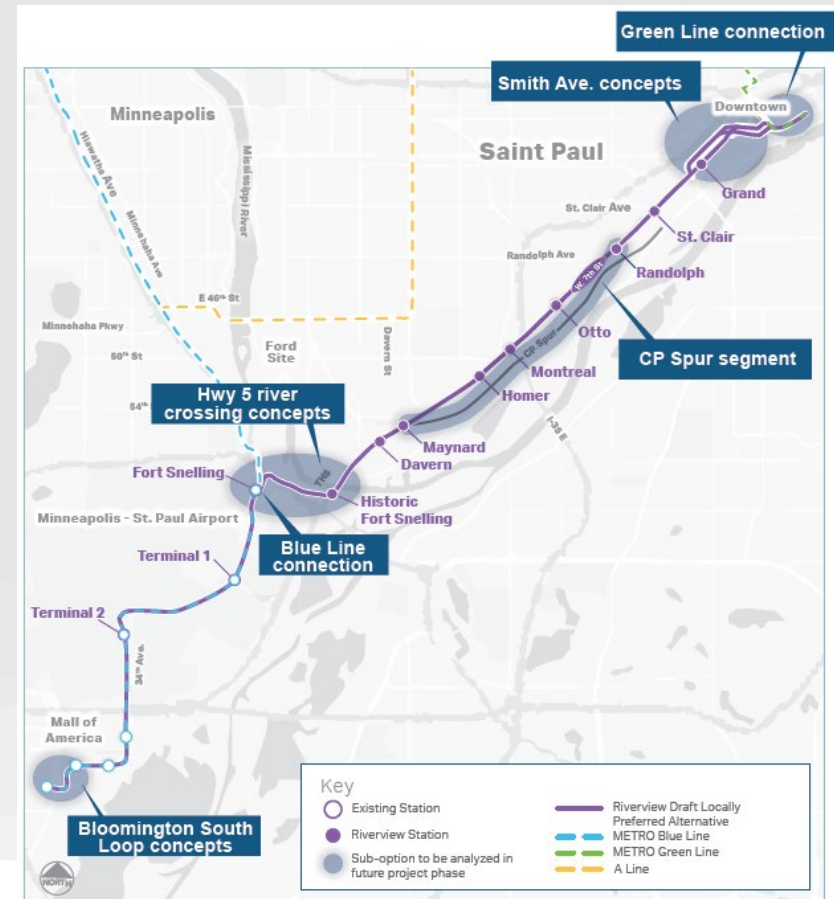 Green Line connection
Smith Ave. concepts
Downtown
Minneapolis
Saint Paul
Hiawatha Ave
Mississippi River
Minnehaha Ave
Grand
St. Clair Ave
St. Clair
Randolph Ave
W. 7th St
Randolph
E 46th St
Otto
CP Spur
Minnehaha Pkwy
Ford
Site
Davern St
Montreal
CP Spur segment
50th St
Homer
54th St
Hwy 5 river
crossing concepts
I-35 E
Maynard
Davern
Fort Snelling
TH5
Historic
Fort Snelling
Minneapolis - St. Paul Airport
Blue Line
connection
Terminal 1
Terminal 2
34th Ave.
Mall of
America
Bloomington South
Loop concepts
Key
Existing Station
Riverview Station
Sub-option to be analyzed in
future project phase
Riverview Draft Locally
Preferred Alternative
METRO Blue Line
METRO Green Line
A Line
NORTH